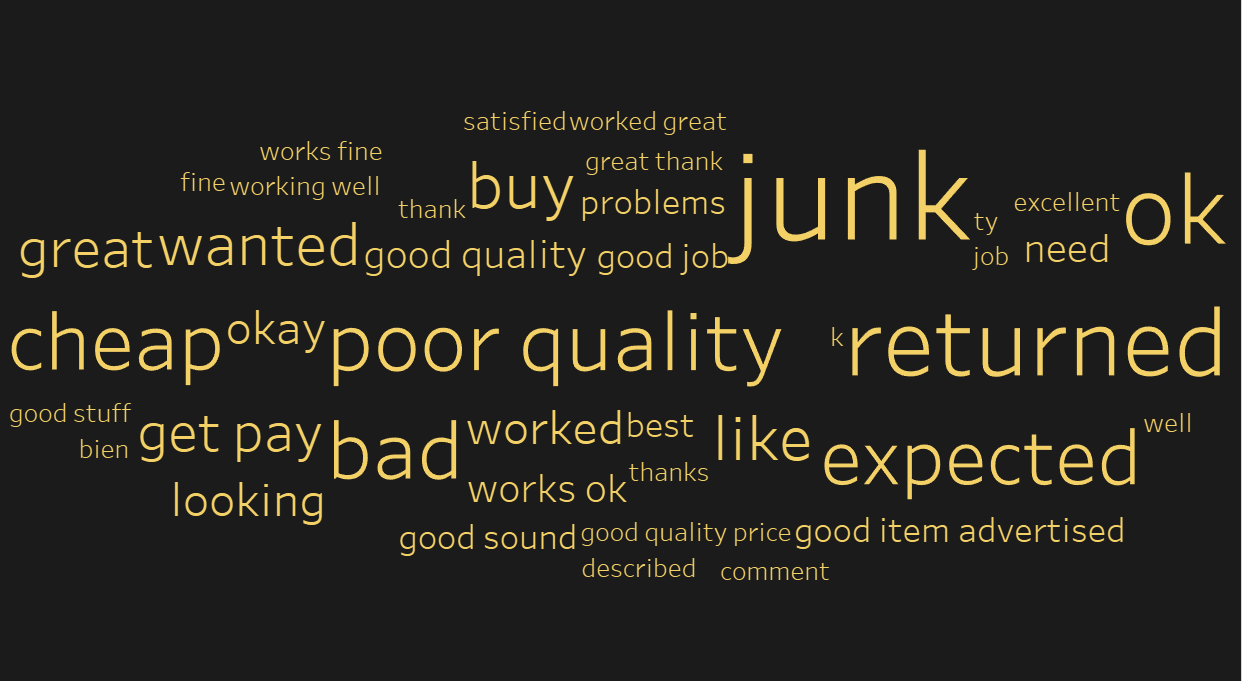 satisfied worked great
works fine great thank junk
fine working well thank buy problems ty excellent ok
great wanted good quality good job job need
cheap okay poor quality k returned
good stuff get pay bad worked best like expected well
bien looking works ok thanks
good sound good quality price good item advertised
described comment